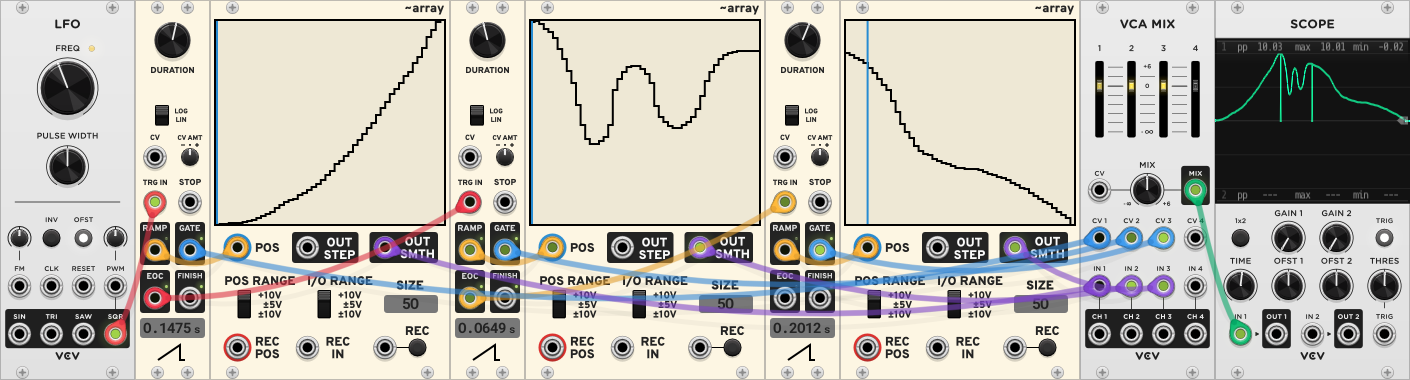 LFO
FREQ
PULSE WIDTH
INV OFST
FM CLK RESET PWM
SIN TRI SAW SQR
VCV
DURATION
LOG
LIN
CV CV AMT
- • +
TRG IN STOP
RAMP GATE
EOC FINISH
0.1475 s
~array
POS
OUT STEP
OUT SMTH
POS RANGE
+10V
±5V
±10V
I/O RANGE
+10V
±5V
±10V
SIZE
50
REC POS
REC IN
REC
DURATION
LOG
LIN
CV CV AMT
- • +
TRG IN STOP
RAMP GATE
EOC FINISH
0.0649 s
~array
POS
OUT STEP
OUT SMTH
POS RANGE
+10V
±5V
±10V
I/O RANGE
+10V
±5V
±10V
SIZE
50
REC POS
REC IN
REC
DURATION
LOG
LIN
CV CV AMT
- • +
TRG IN STOP
RAMP GATE
EOC FINISH
0.2012 s
~array
POS
OUT STEP
OUT SMTH
POS RANGE
+10V
±5V
±10V
I/O RANGE
+10V
±5V
±10V
SIZE
50
REC POS
REC IN
REC
VCA MIX
1 2 3 4
+6
0
-∞
MIX
CV -∞ +6 MIX
CV 1 CV 2 CV 3 CV 4
IN 1 IN 2 IN 3 IN 4
CH 1 CH 2 CH 3 CH 4
VCV
SCOPE
1 pp 10.03 max 10.01 min -0.02
2 pp --- max --- min ---
1x2 GAIN 1 GAIN 2 TRIG
TIME OFST 1 OFST 2 THRES
IN 1 OUT 1 IN 2 OUT 2 TRIG
VCV